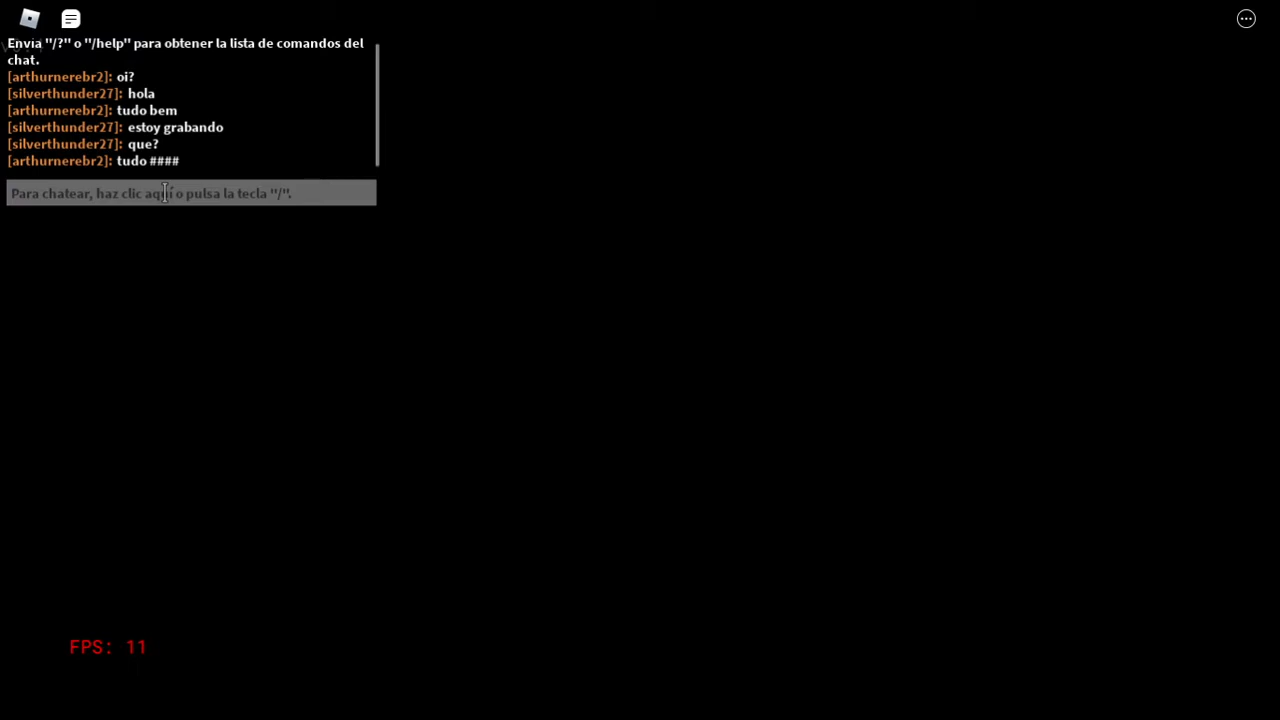 Envía "/?" o "/help" para obtener la lista de comandos del
chat.
[arthurnerebr2]: oi?
[silverthunder27]: hola
[arthurnerebr2]: tudo bem
[silverthunder27]: estoy grabando
[silverthunder27]: que?
[arthurnerebr2]: tudo ####
Para chatear, haz clic aquí o pulsa la tecla "/".
FPS: 11